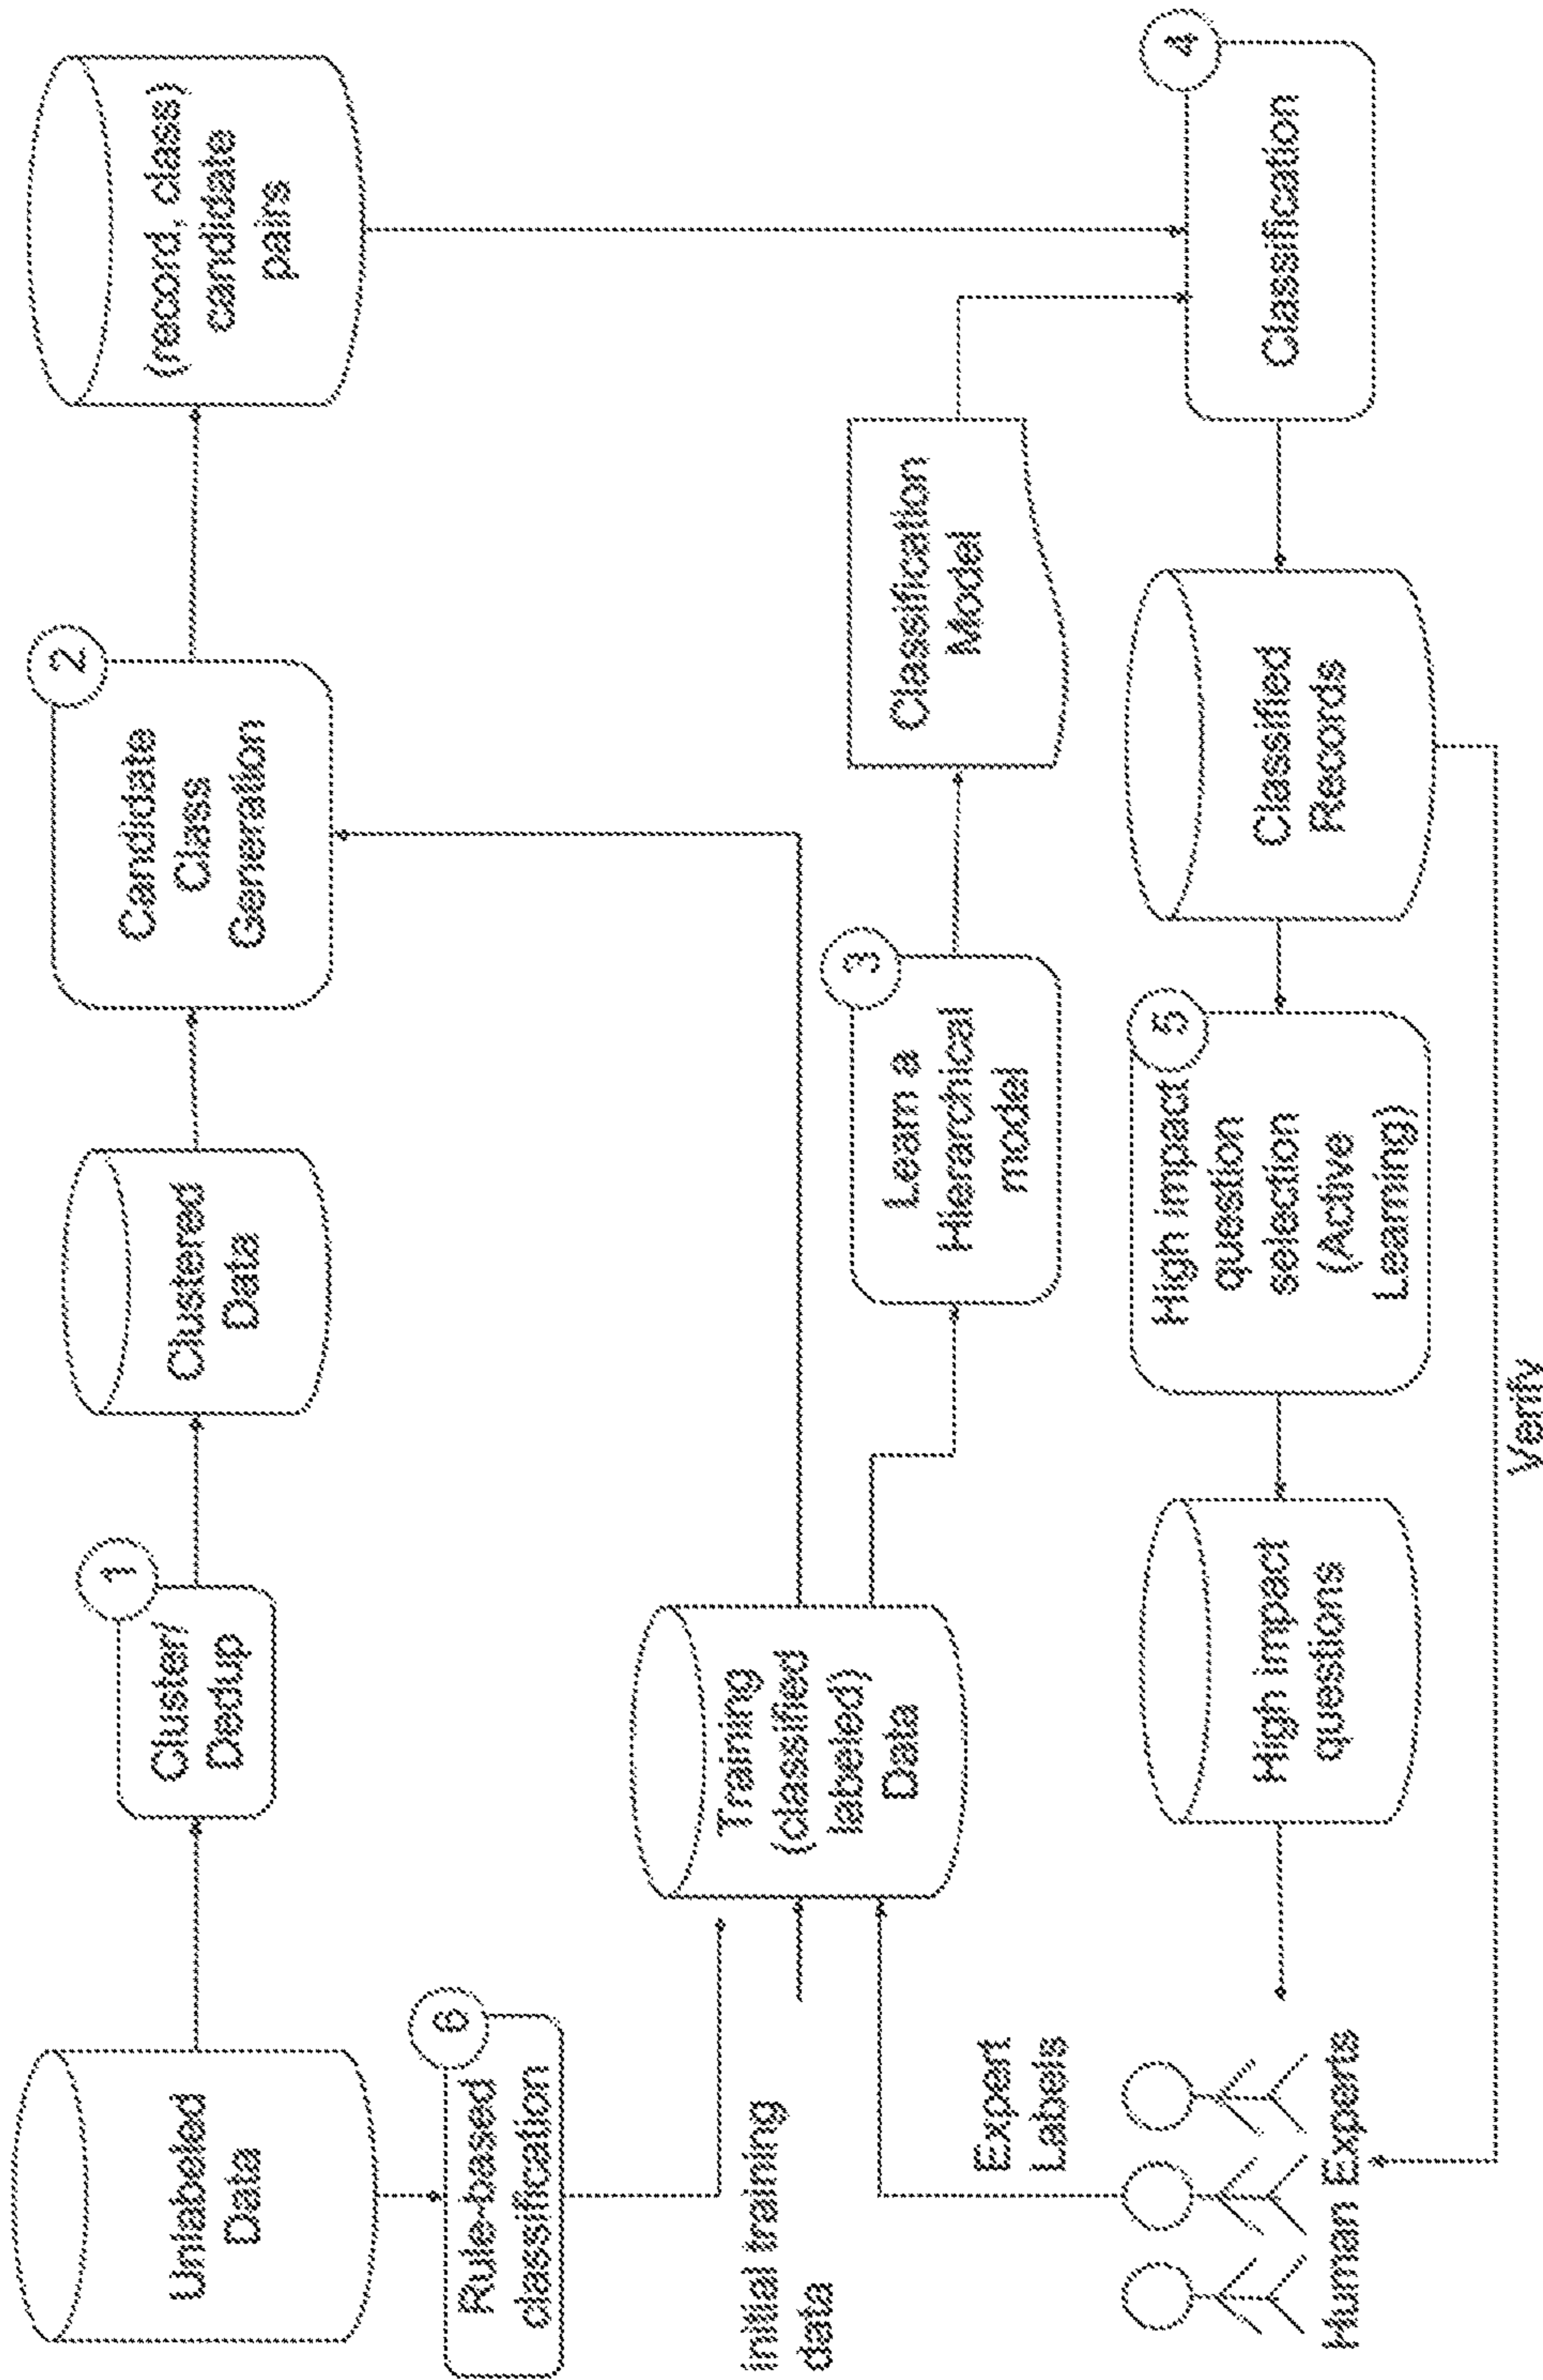 Unlabeled
Data
1
Cluster/
Dedup
Clustered
Data
2
Candidate
Class
Generation
(record, class)
candidate
pairs
6
Rule-based
classification
initial training
data
Training
(classified
labeled)
Data
3
Learn a
Hierarchical
model
Classification
Model
Expert
Labels
Human Experts
High impact
questions
5
High impact
question
selection
(Active
Learning)
Classified
Records
4
Classification
Verify